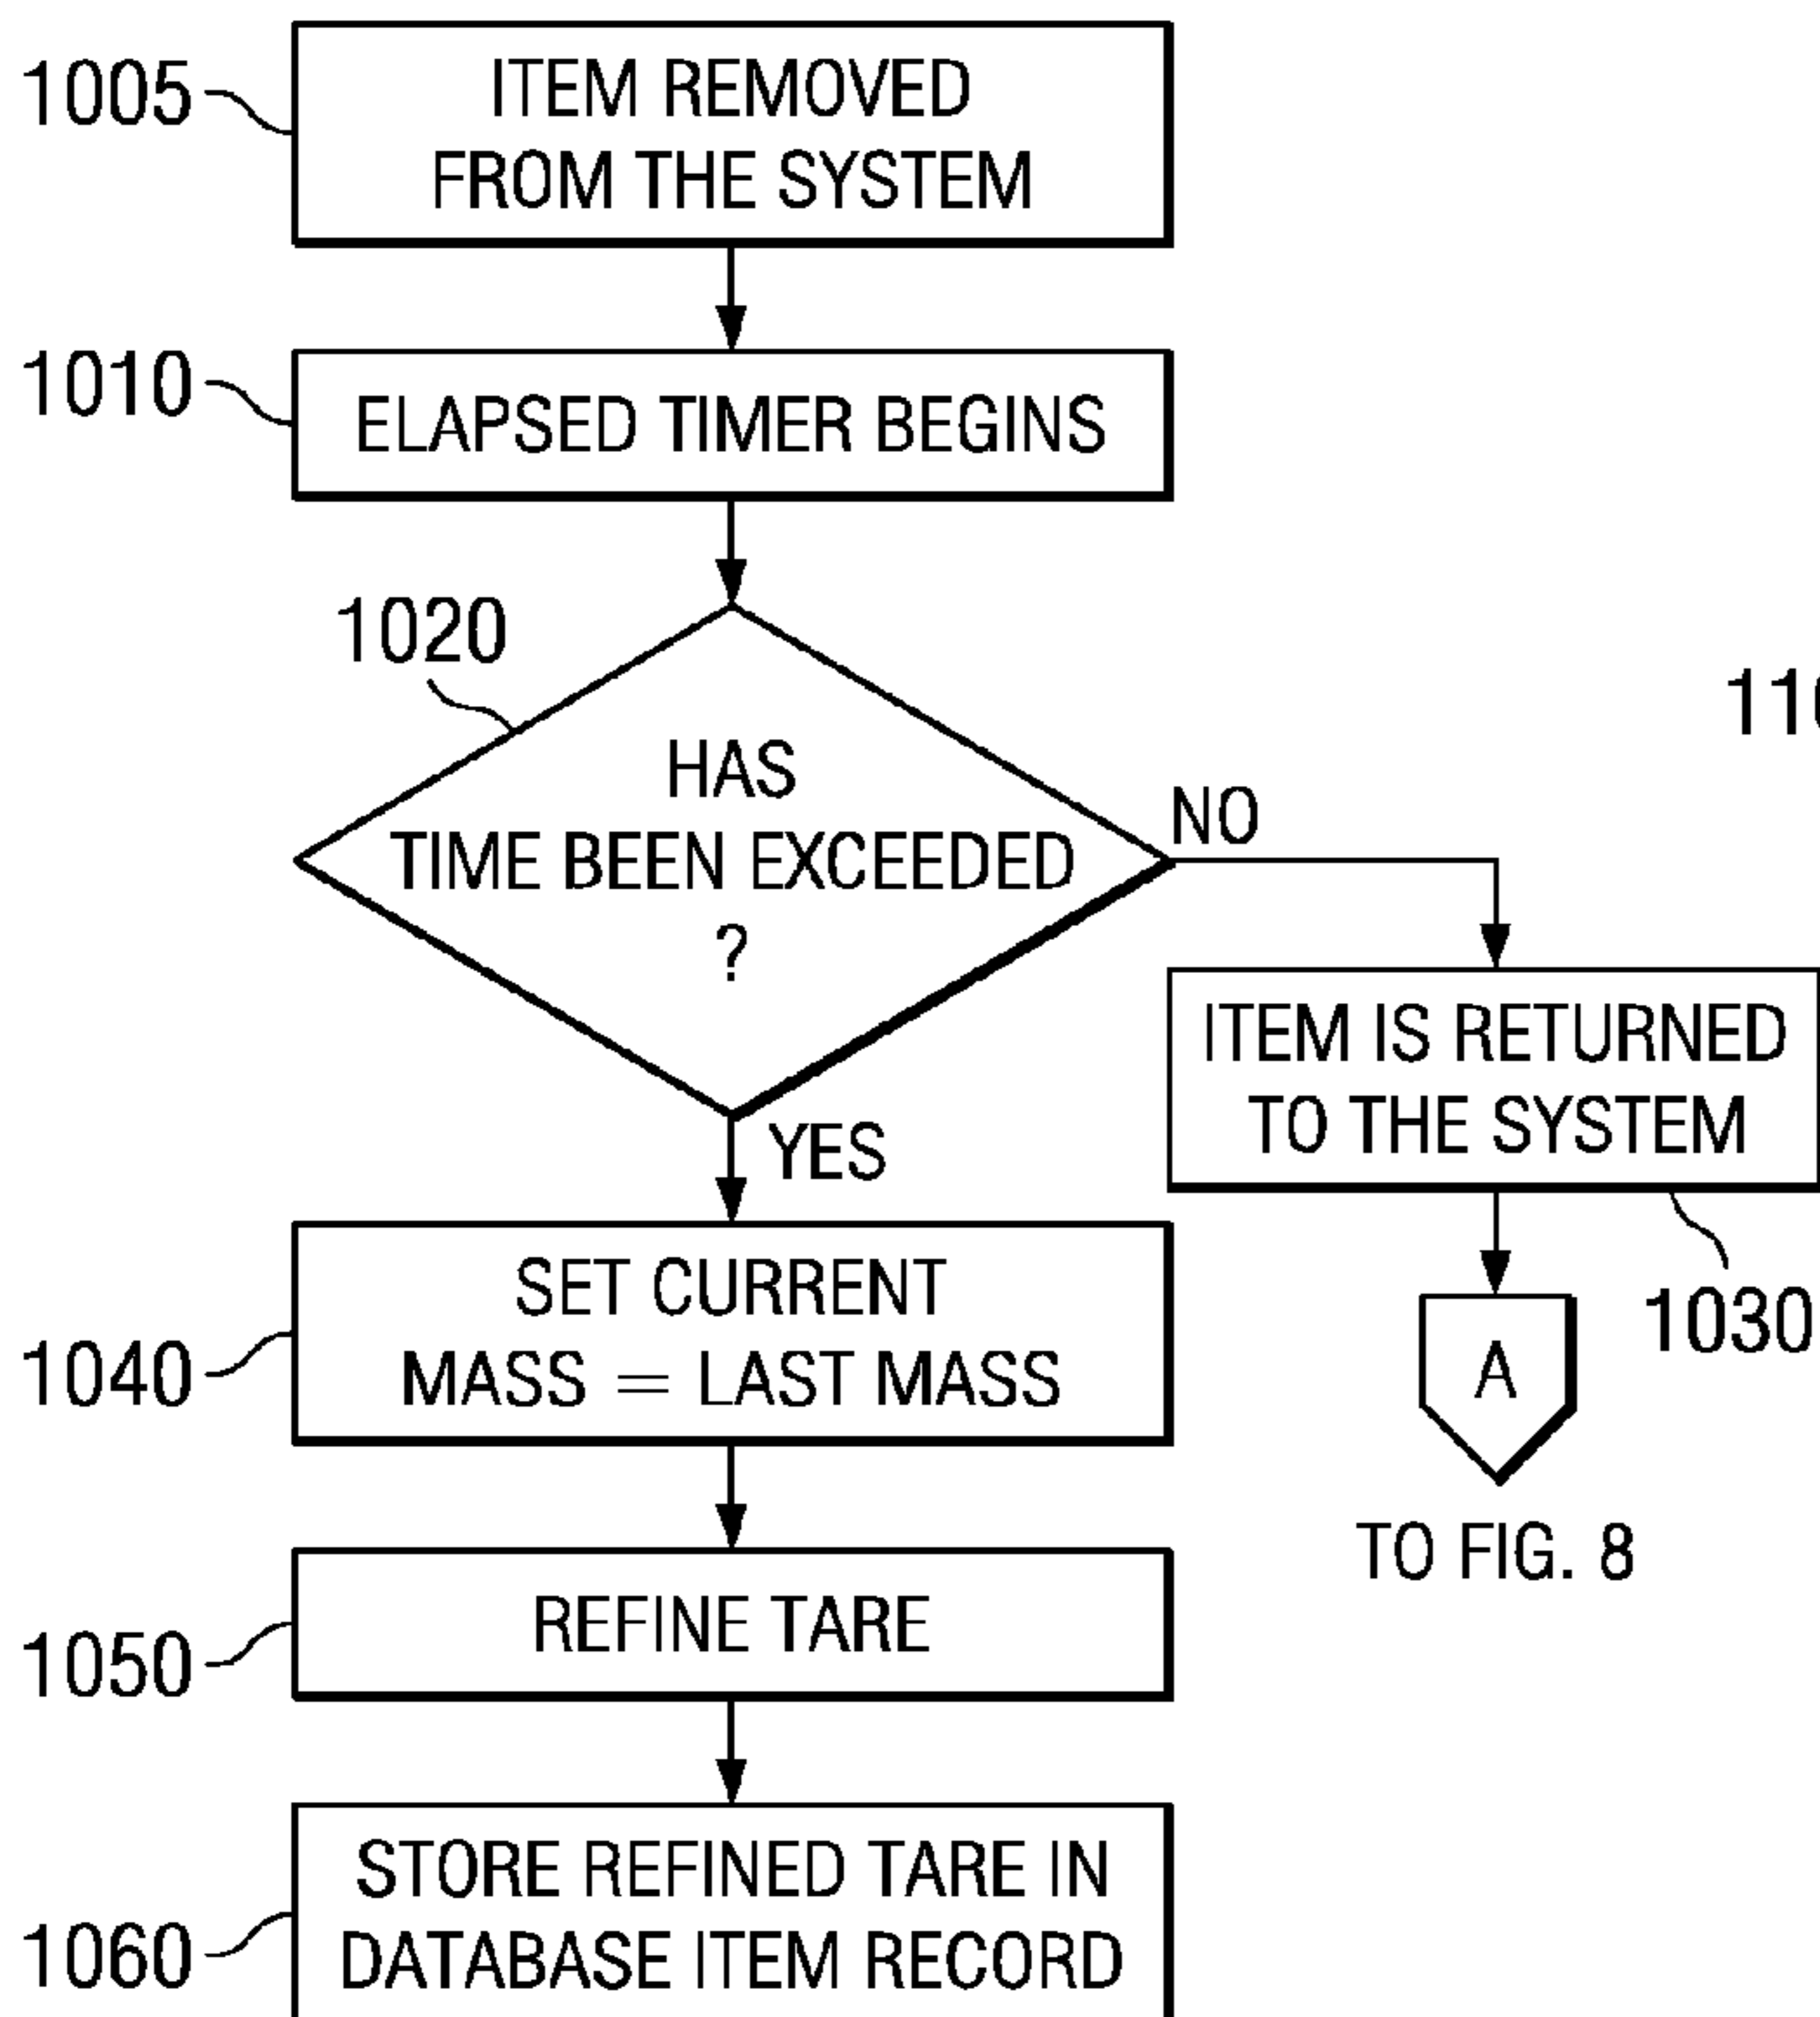 1005
ITEM REMOVED
FROM THE SYSTEM
1010
ELAPSED TIMER BEGINS
1020
HAS
TIME BEEN EXCEEDED
?
NO
YES
ITEM IS RETURNED
TO THE SYSTEM
1030
A
TO FIG. 8
1040
SET CURRENT
MASS = LAST MASS
1050
REFINE TARE
1060
STORE REFINED TARE IN
DATABASE ITEM RECORD